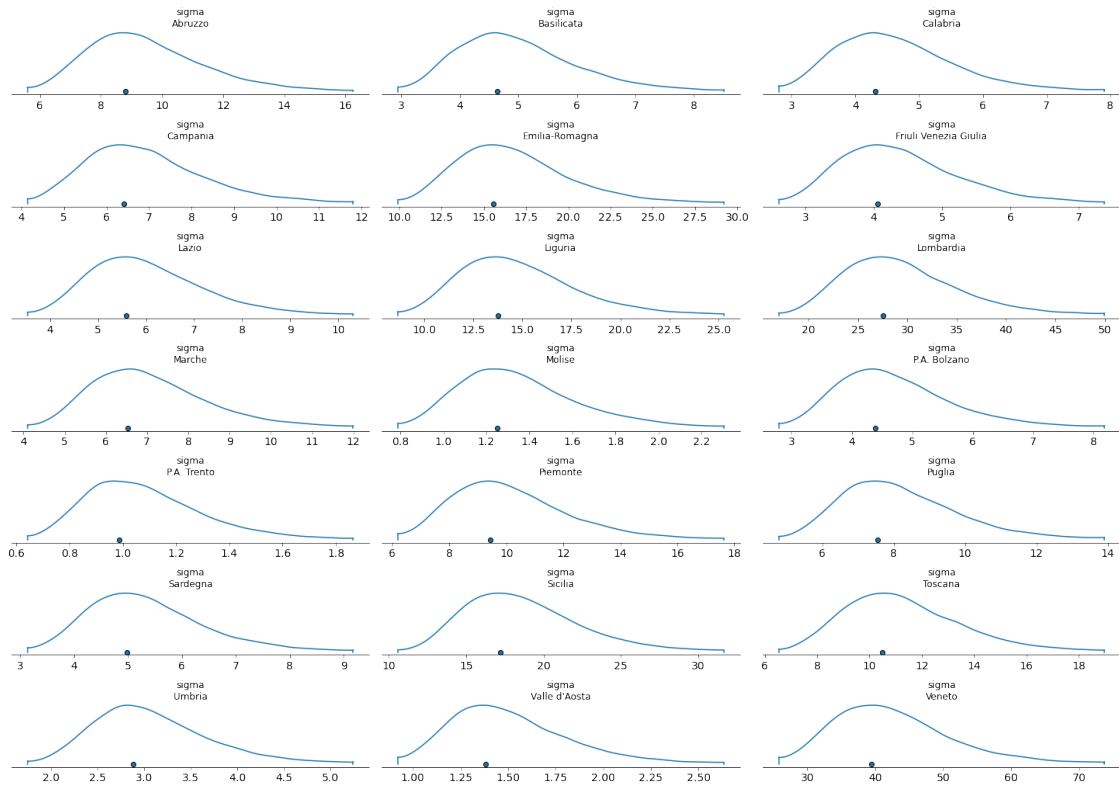 sigma
Abruzzo
6 8 10 12 14 16
sigma
Basilicata
3 4 5 6 7 8
sigma
Calabria
3 4 5 6 7 8
sigma
Campania
4 5 6 7 8 9 10 11 12
sigma
Emilia-Romagna
10.0 12.5 15.0 17.5 20.0 22.5 25.0 27.5 30.0
sigma
Friuli Venezia Giulia
3 4 5 6 7
sigma
Lazio
4 5 6 7 8 9 10
sigma
Liguria
10.0 12.5 15.0 17.5 20.0 22.5 25.0
sigma
Lombardia
20 25 30 35 40 45 50
sigma
Marche
4 5 6 7 8 9 10 11 12
sigma
Molise
0.8 1.0 1.2 1.4 1.6 1.8 2.0 2.2
sigma
P.A. Bolzano
3 4 5 6 7 8
sigma
P.A. Trento
0.6 0.8 1.0 1.2 1.4 1.6 1.8
sigma
Piemonte
6 8 10 12 14 16 18
sigma
Puglia
6 8 10 12 14
sigma
Sardegna
3 4 5 6 7 8 9
sigma
Sicilia
10 15 20 25 30
sigma
Toscana
6 8 10 12 14 16 18
sigma
Umbria
2.0 2.5 3.0 3.5 4.0 4.5 5.0
sigma
Valle d'Aosta
1.00 1.25 1.50 1.75 2.00 2.25 2.50
sigma
Veneto
30 40 50 60 70